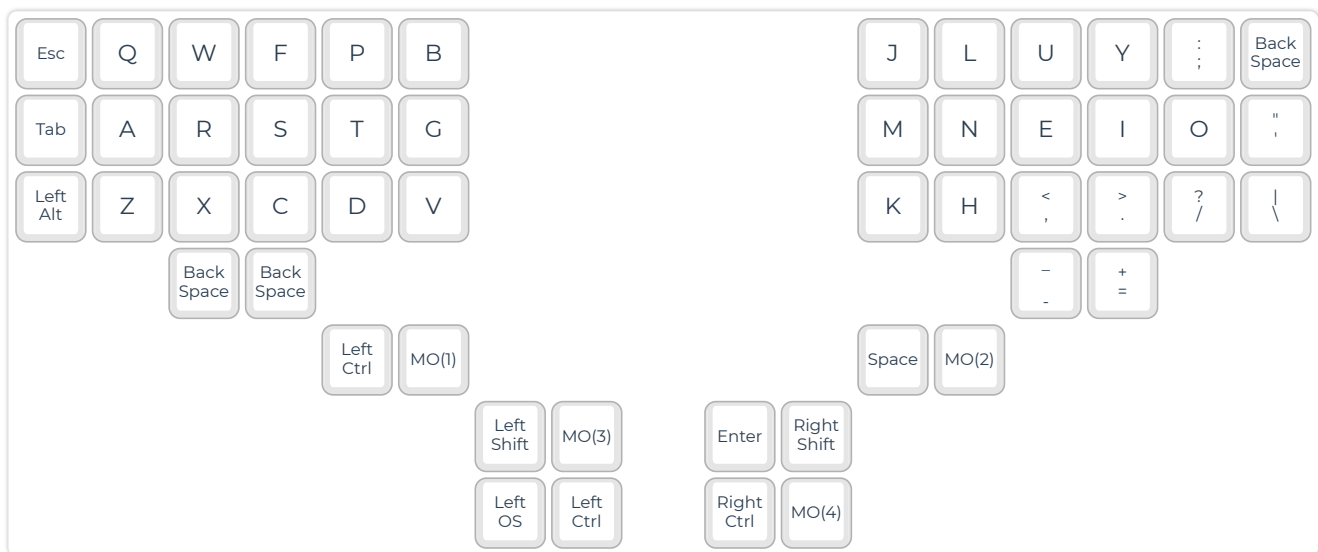 Esc Q W F P B J L U Y : ; Back Space
Tab A R S T G M N E I O " '
Left Alt Z X C D V K H < , > . ? / | \
Back Space Back Space _ - + =
Left Ctrl MO(1) Space MO(2)
Left Shift MO(3) Enter Right Shift
Left OS Left Ctrl Right Ctrl MO(4)